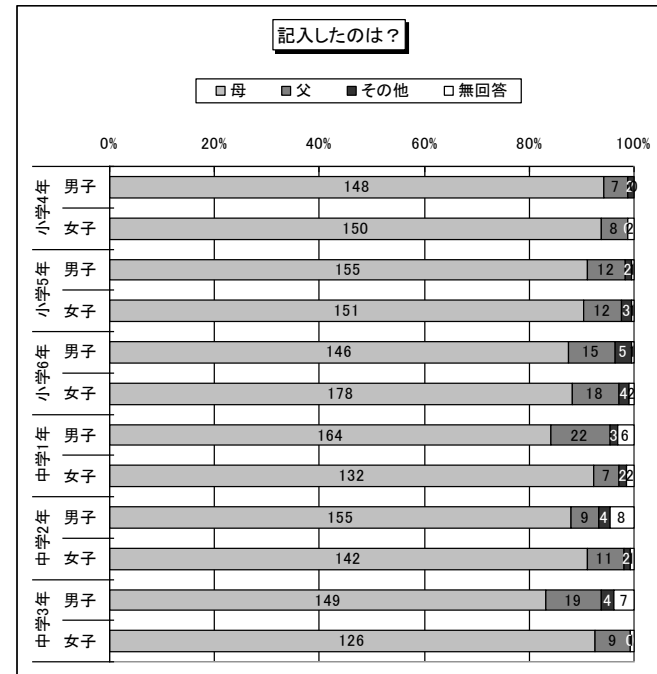 記入したのは？
母 父 その他 無回答
0% 20% 40% 60% 80% 100%
小学4年
男子 148 7 2 0
女子 150 8 0 2
小学5年
男子 155 12 2
女子 151 12 3
小学6年
男子 146 15 5
女子 178 18 4 2
中学1年
男子 164 22 3 6
女子 132 7 2 2
中学2年
男子 155 9 4 8
女子 142 11 2
中学3年
男子 149 19 4 7
女子 126 9 0